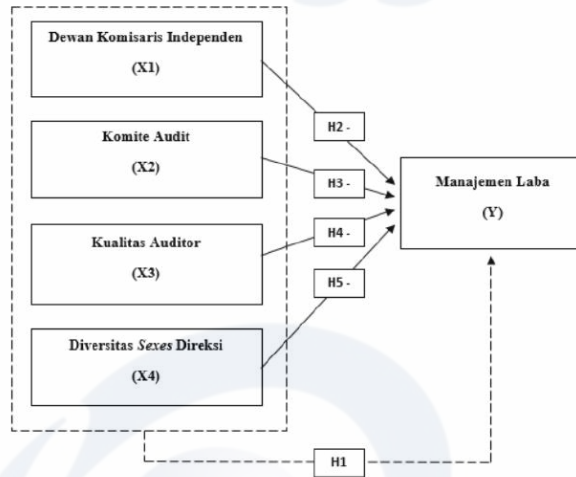 Dewan Komisaris Independen
(X1)
H2 -
Komite Audit
(X2)
H3 -
Manajemen Laba
(Y)
Kualitas Auditor
(X3)
H4 -
H5 -
Diversitas Sexes Direksi
(X4)
H1